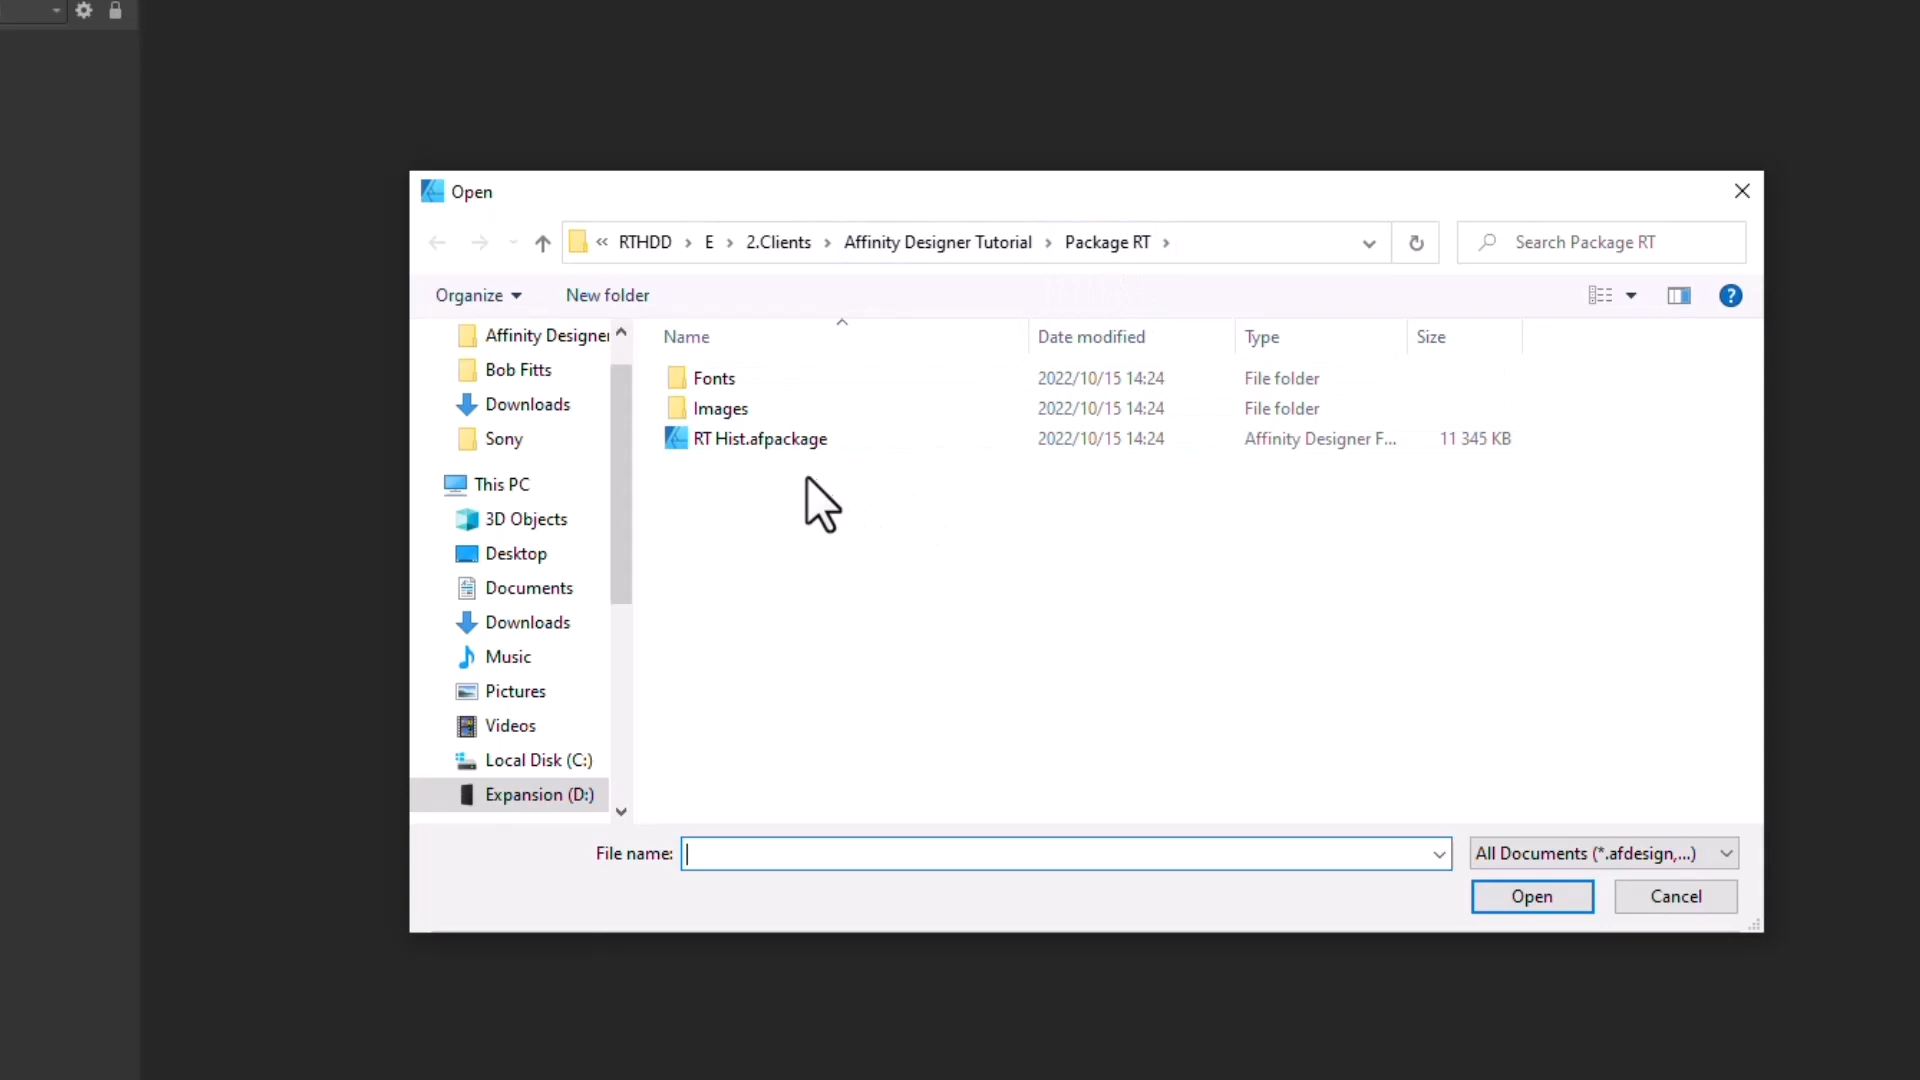 Open
« RTHDD › E › 2.Clients › Affinity Designer Tutorial › Package RT ›
Search Package RT
Organize
New folder
?
Affinity Designer
Bob Fitts
Downloads
Sony
This PC
3D Objects
Desktop
Documents
Downloads
Music
Pictures
Videos
Local Disk (C:)
Expansion (D:)
Name Date modified Type Size
Fonts 2022/10/15 14:24 File folder
Images 2022/10/15 14:24 File folder
RT Hist.afpackage 2022/10/15 14:24 Affinity Designer F... 11 345 KB
File name:
All Documents (*.afdesign,...)
Open
Cancel